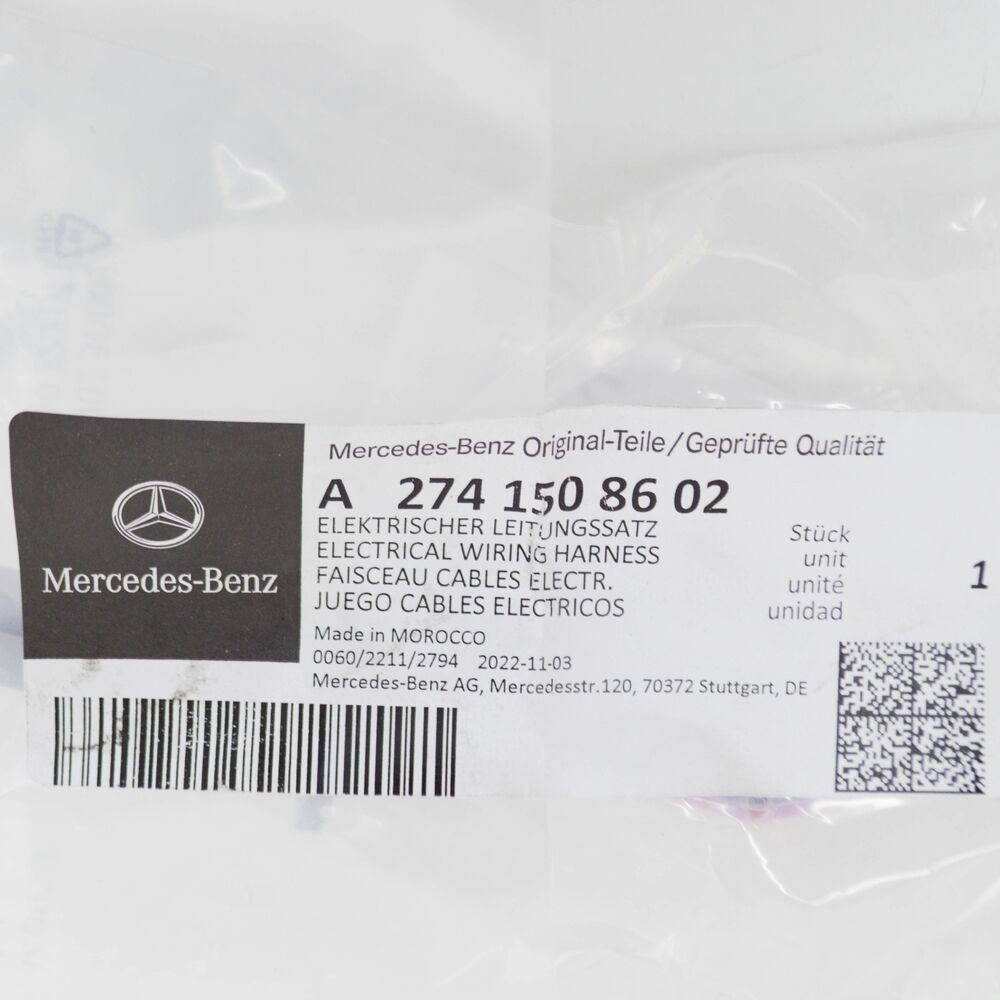 Mercedes-Benz Original-Teile/Geprüfte Qualität
A 274 150 86 02
ELEKTRISCHER LEITUNGSSATZ
ELECTRICAL WIRING HARNESS
FAISCEAU CABLES ELECTR.
JUEGO CABLES ELECTRICOS
Stück
unit
unité
unidad
1
Made in MOROCCO
0060/2211/2794 2022-11-03
Mercedes-Benz AG, Mercedesstr.120, 70372 Stuttgart, DE
Mercedes-Benz